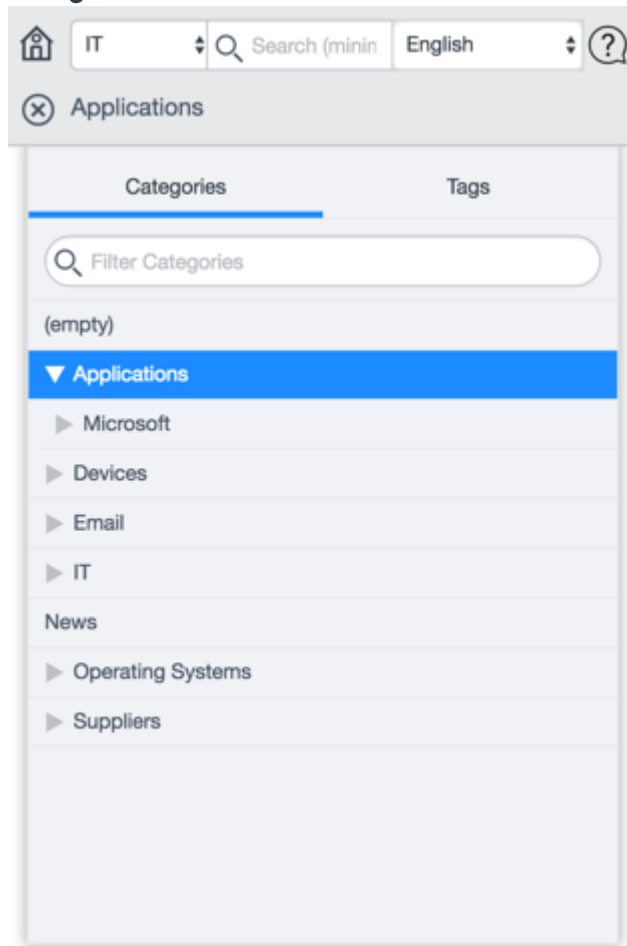 IT Search (minin English ?
Applications
Categories Tags
Filter Categories
(empty)
Applications
Microsoft
Devices
Email
IT
News
Operating Systems
Suppliers